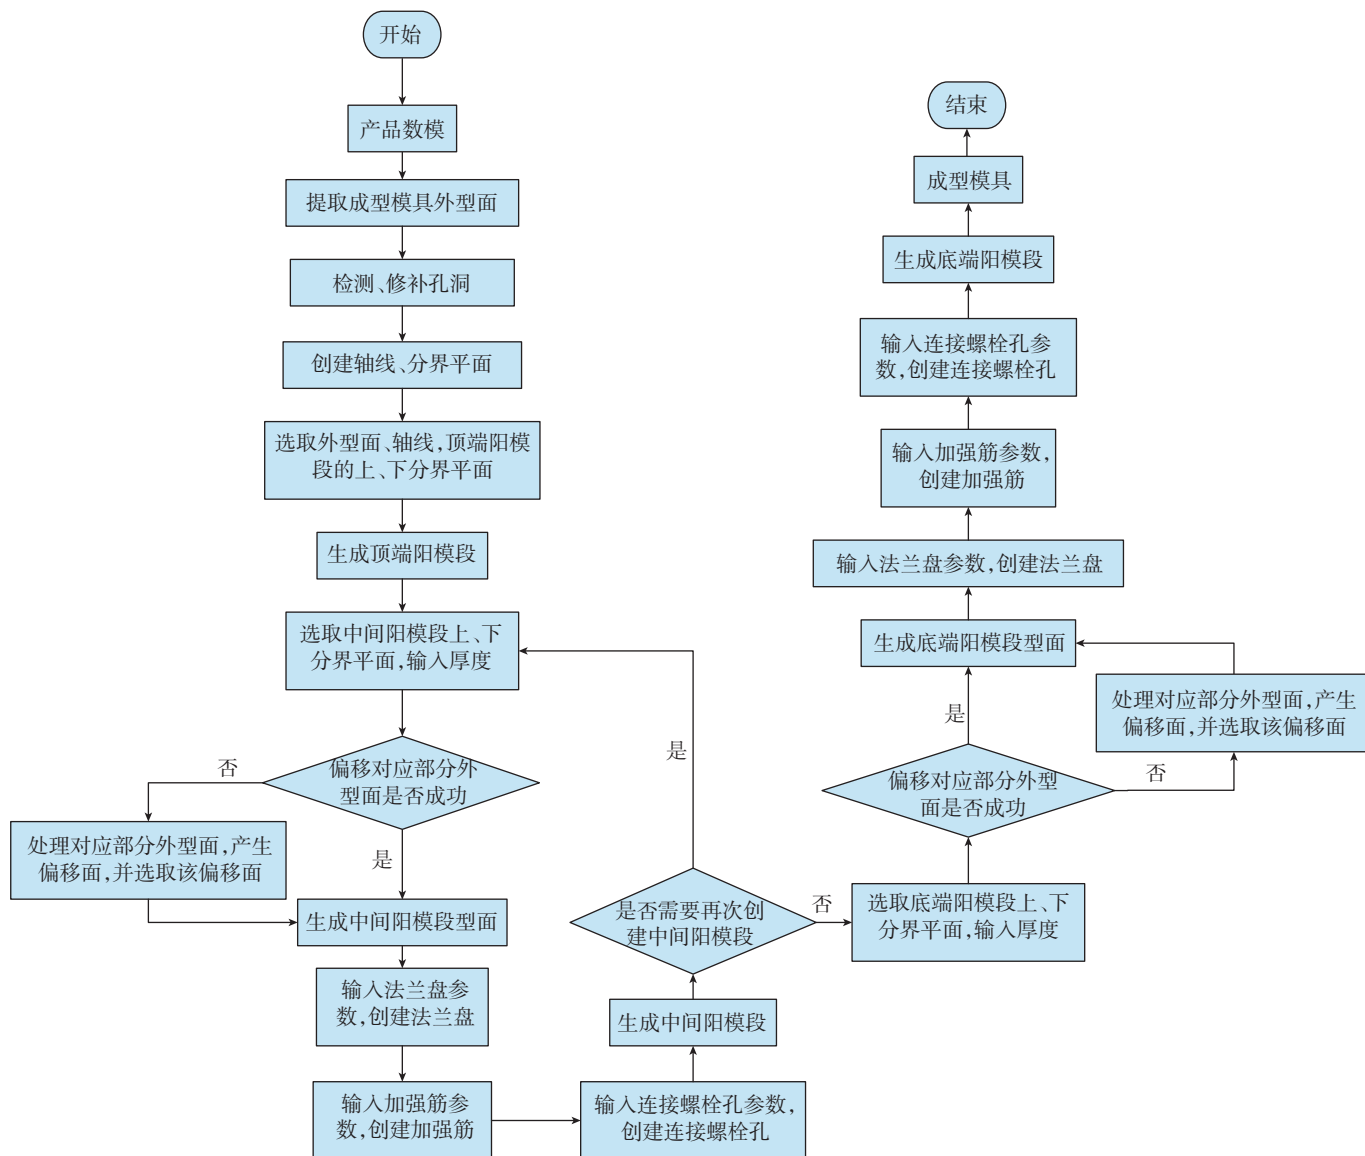 开始
产品数模
提取成型模具外型面
检测、修补孔洞
创建轴线、分界平面
选取外型面、轴线,顶端阳模
段的上、下分界平面
生成顶端阳模段
选取中间阳模段上、下
分界平面,输入厚度
偏移对应部分外
型面是否成功
否
处理对应部分外型面,产生
偏移面,并选取该偏移面
是
生成中间阳模段型面
输入法兰盘参
数,创建法兰盘
输入加强筋参
数,创建加强筋
输入连接螺栓孔参数,
创建连接螺栓孔
生成中间阳模段
是否需要再次创
建中间阳模段
是
否
选取底端阳模段上、下
分界平面,输入厚度
偏移对应部分外型
面是否成功
否
处理对应部分外型面,产生
偏移面,并选取该偏移面
是
生成底端阳模段型面
输入法兰盘参数,创建法兰盘
输入加强筋参数,
创建加强筋
输入连接螺栓孔参
数,创建连接螺栓孔
生成底端阳模段
成型模具
结束